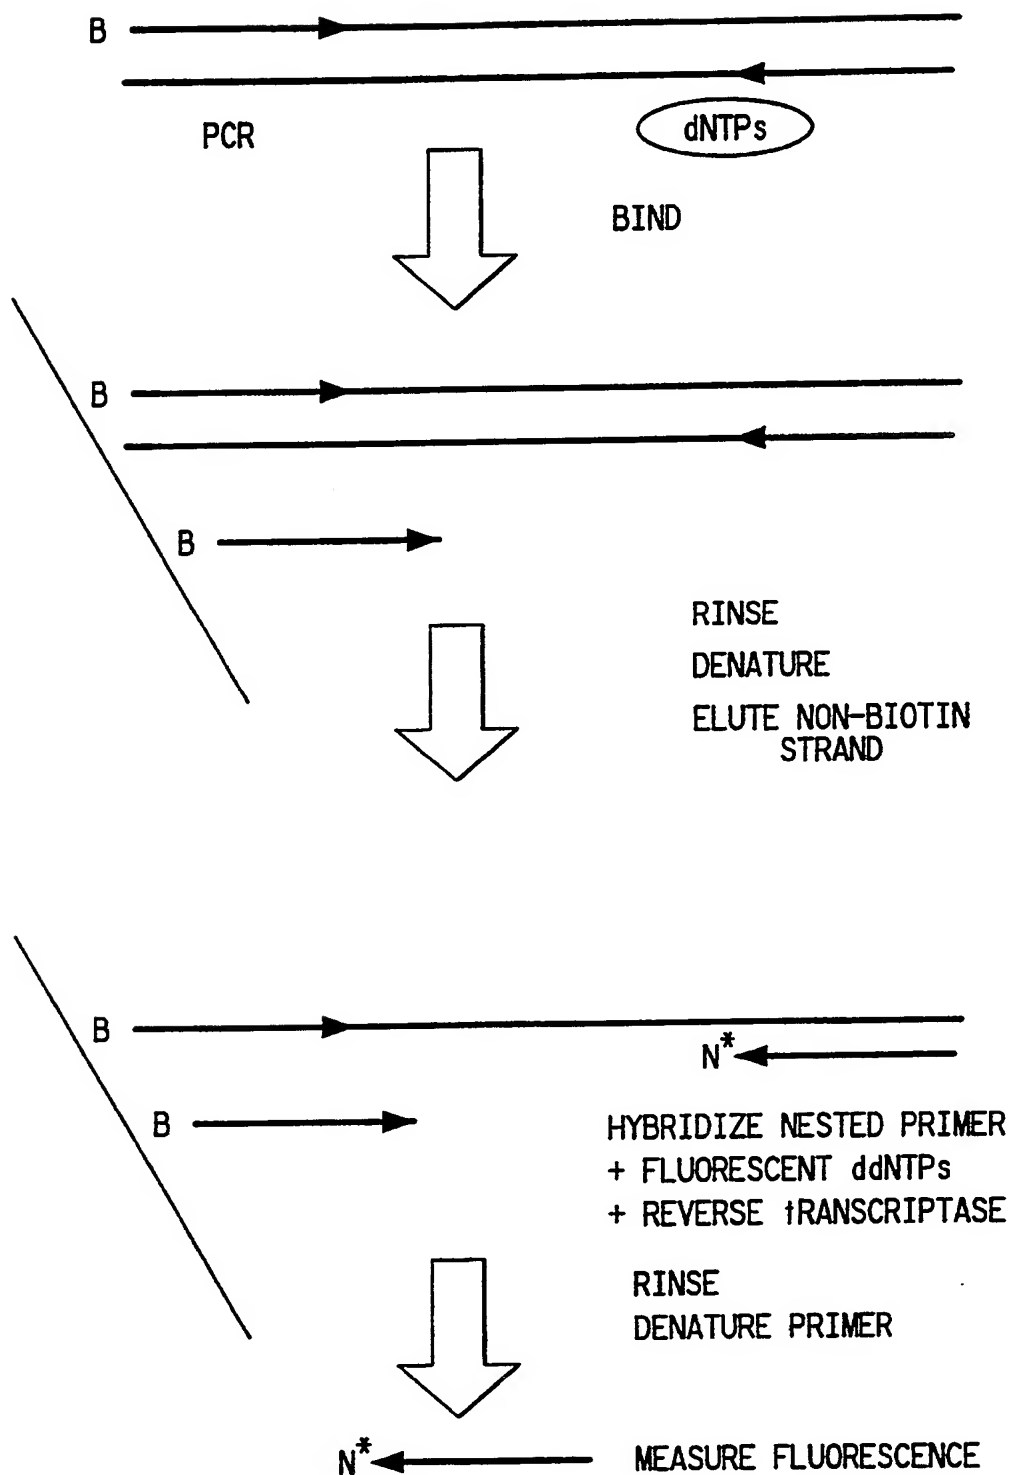 B
PCR
dNTPs
BIND
B
B
RINSE
DENATURE
ELUTE NON-BIOTIN
STRAND
B
N*
B
HYBRIDIZE NESTED PRIMER
+ FLUORESCENT ddNTPs
+ REVERSE tRANSCRIPTASE
RINSE
DENATURE PRIMER
N*
MEASURE FLUORESCENCE